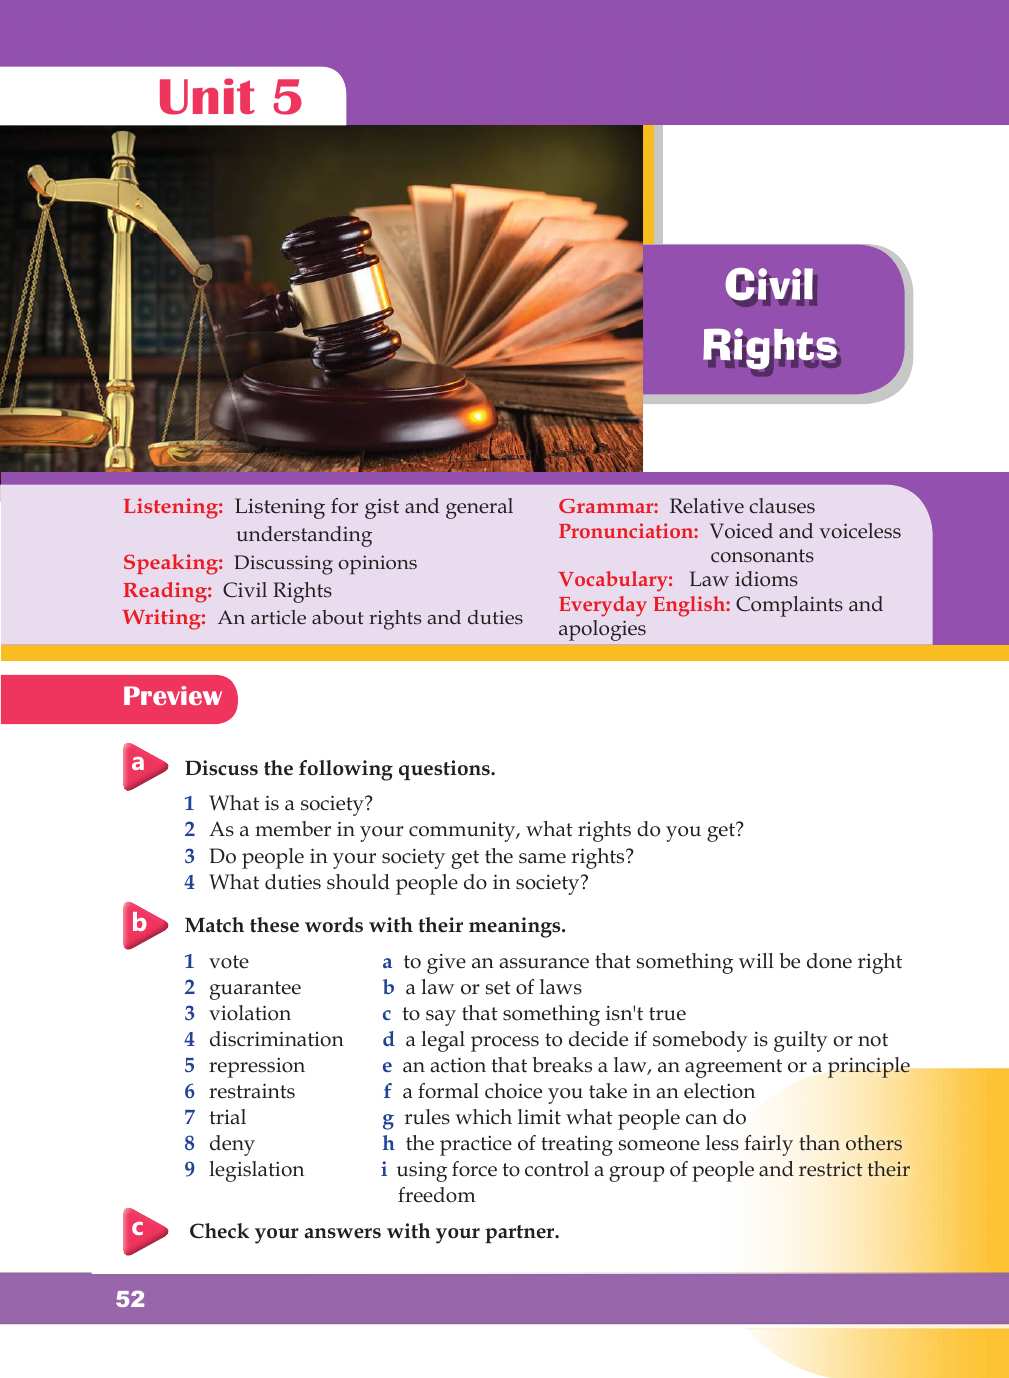 Unit 5
Civil
Rights
Listening: Listening for gist and general
understanding
Speaking: Discussing opinions
Reading: Civil Rights
Writing: An article about rights and duties
Grammar: Relative clauses
Pronunciation: Voiced and voiceless
consonants
Vocabulary: Law idioms
Everyday English: Complaints and
apologies
Preview
a Discuss the following questions.
1 What is a society?
2 As a member in your community, what rights do you get?
3 Do people in your society get the same rights?
4 What duties should people do in society?
b Match these words with their meanings.
1 vote a to give an assurance that something will be done right
2 guarantee b a law or set of laws
3 violation c to say that something isn't true
4 discrimination d a legal process to decide if somebody is guilty or not
5 repression e an action that breaks a law, an agreement or a principle
6 restraints f a formal choice you take in an election
7 trial g rules which limit what people can do
8 deny h the practice of treating someone less fairly than others
9 legislation i using force to control a group of people and restrict their
freedom
c Check your answers with your partner.
52